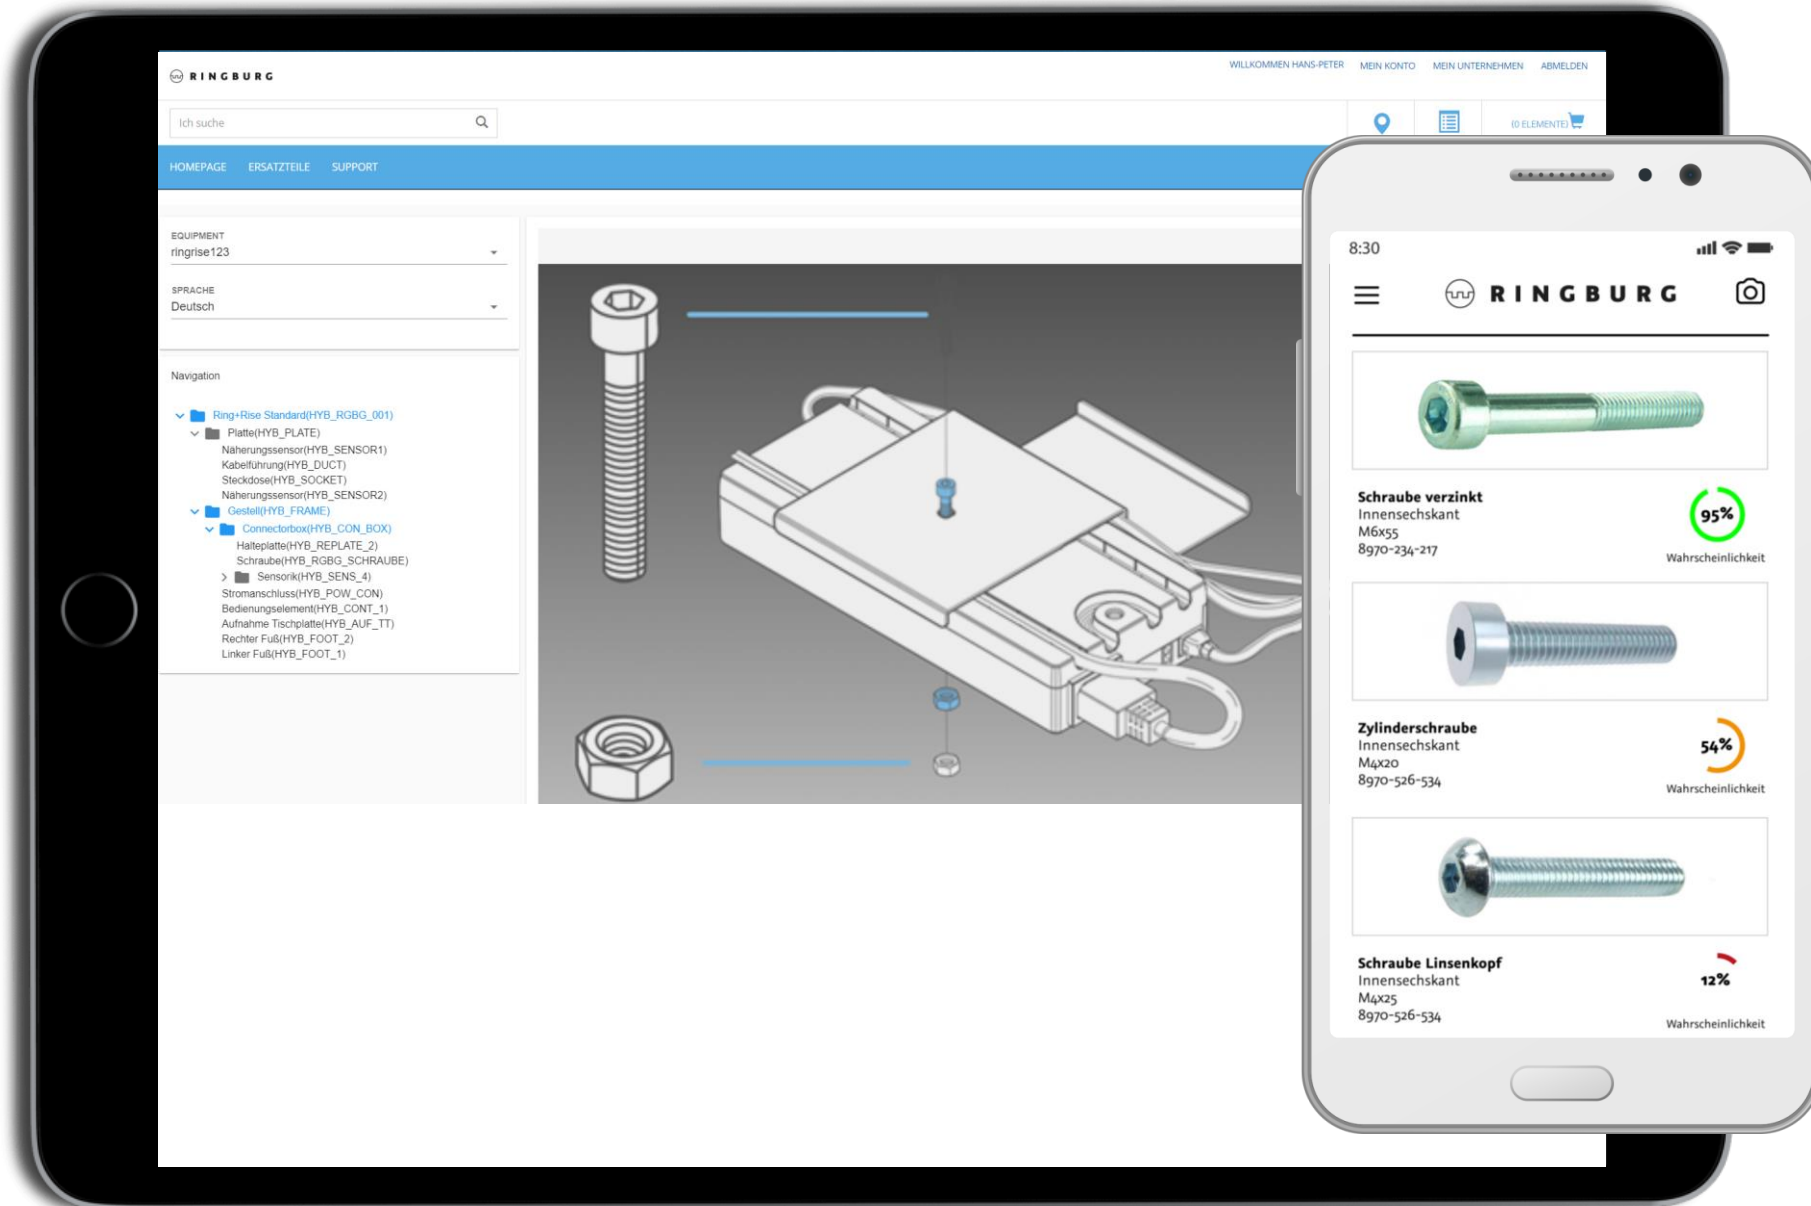 RINGBURG
WILLKOMMEN HANS-PETER MEIN KONTO MEIN UNTERNEHMEN ABMELDEN
Ich suche
(0 ELEMENTE)
HOMEPAGE ERSATZTEILE SUPPORT
EQUIPMENT
ringrise123
SPRACHE
Deutsch
Navigation
Ring+Rise Standard(HYB_RGBG_001)
Platte(HYB_PLATE)
Näherungssensor(HYB_SENSOR1)
Kabelführung(HYB_DUCT)
Steckdose(HYB_SOCKET)
Näherungssensor(HYB_SENSOR2)
Gestell(HYB_FRAME)
Connectorbox(HYB_CON_BOX)
Halteplatte(HYB_REPLATE_2)
Schraube(HYB_RGBG_SCHRAUBE)
Sensorik(HYB_SENS_4)
Stromanschluss(HYB_POW_CON)
Bedienungselement(HYB_CONT_1)
Aufnahme Tischplatte(HYB_AUF_TT)
Rechter Fuß(HYB_FOOT_2)
Linker Fuß(HYB_FOOT_1)
8:30
RINGBURG
Schraube verzinkt
Innensechskant
M6x55
8970-234-217
95%
Wahrscheinlichkeit
Zylinderschraube
Innensechskant
M4x20
8970-526-534
54%
Wahrscheinlichkeit
Schraube Linsenkopf
Innensechskant
M4x25
8970-526-534
12%
Wahrscheinlichkeit